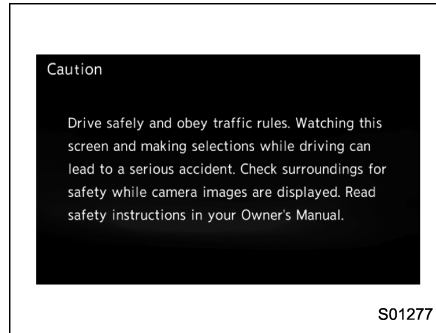 Caution
Drive safely and obey traffic rules. Watching this
screen and making selections while driving can
lead to a serious accident. Check surroundings for
safety while camera images are displayed. Read
safety instructions in your Owner's Manual.
S01277